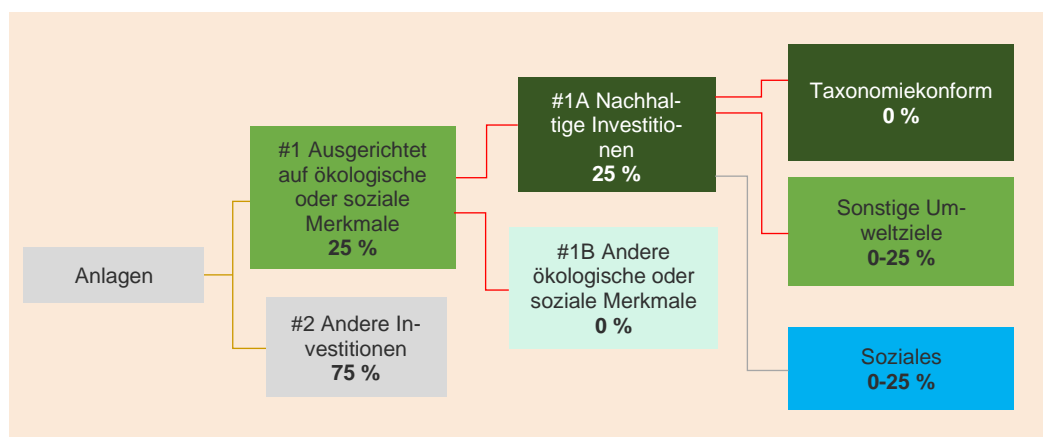 Anlagen
#1 Ausgerichtet
auf ökologische
oder soziale
Merkmale
25 %
#2 Andere In-
vestitionen
75 %
#1A Nachhal-
tige Investitio-
nen
25 %
#1B Andere
ökologische oder
soziale Merkmale
0 %
Taxonomiekonform
0 %
Sonstige Um-
weltziele
0-25 %
Soziales
0-25 %